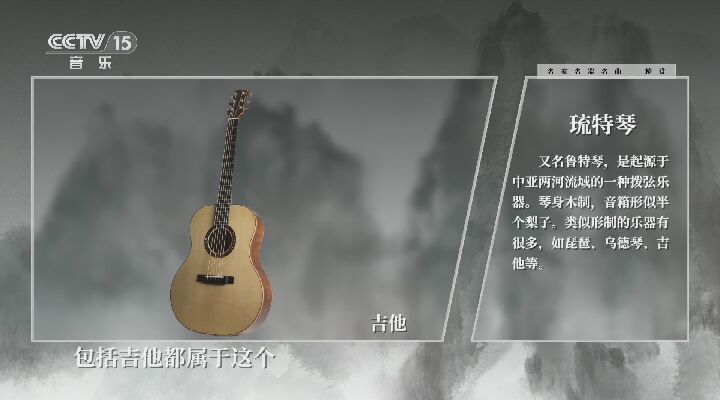 CCTV 15
音乐
名家名器名曲 精选
琉特琴
又名鲁特琴，是起源于
中亚两河流域的一种拨弦乐
器。琴身木制，音箱形似半
个梨子。类似形制的乐器有
很多，如琵琶、乌德琴、吉
他等。
吉他
包括吉他都属于这个